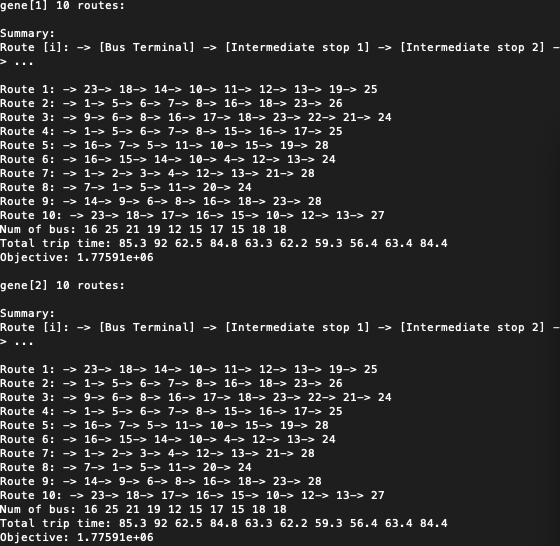 gene[1] 10 routes:
Summary:
Route [i]: -> [Bus Terminal] -> [Intermediate stop 1] -> [Intermediate stop 2] -
> ...
Route 1: -> 23-> 18-> 14-> 10-> 11-> 12-> 13-> 19-> 25
Route 2: -> 1-> 5-> 6-> 7-> 8-> 16-> 18-> 23-> 26
Route 3: -> 9-> 6-> 8-> 16-> 17-> 18-> 23-> 22-> 21-> 24
Route 4: -> 1-> 5-> 6-> 7-> 8-> 15-> 16-> 17-> 25
Route 5: -> 16-> 7-> 5-> 11-> 10-> 15-> 19-> 28
Route 6: -> 16-> 15-> 14-> 10-> 4-> 12-> 13-> 24
Route 7: -> 1-> 2-> 3-> 4-> 12-> 13-> 21-> 28
Route 8: -> 7-> 1-> 5-> 11-> 20-> 24
Route 9: -> 14-> 9-> 6-> 8-> 16-> 18-> 23-> 28
Route 10: -> 23-> 18-> 17-> 16-> 15-> 10-> 12-> 13-> 27
Num of bus: 16 25 21 19 12 15 17 15 18 18
Total trip time: 85.3 92 62.5 84.8 63.3 62.2 59.3 56.4 63.4 84.4
Objective: 1.77591e+06
gene[2] 10 routes:
Summary:
Route [i]: -> [Bus Terminal] -> [Intermediate stop 1] -> [Intermediate stop 2] -
> ...
Route 1: -> 23-> 18-> 14-> 10-> 11-> 12-> 13-> 19-> 25
Route 2: -> 1-> 5-> 6-> 7-> 8-> 16-> 18-> 23-> 26
Route 3: -> 9-> 6-> 8-> 16-> 17-> 18-> 23-> 22-> 21-> 24
Route 4: -> 1-> 5-> 6-> 7-> 8-> 15-> 16-> 17-> 25
Route 5: -> 16-> 7-> 5-> 11-> 10-> 15-> 19-> 28
Route 6: -> 16-> 15-> 14-> 10-> 4-> 12-> 13-> 24
Route 7: -> 1-> 2-> 3-> 4-> 12-> 13-> 21-> 28
Route 8: -> 7-> 1-> 5-> 11-> 20-> 24
Route 9: -> 14-> 9-> 6-> 8-> 16-> 18-> 23-> 28
Route 10: -> 23-> 18-> 17-> 16-> 15-> 10-> 12-> 13-> 27
Num of bus: 16 25 21 19 12 15 17 15 18 18
Total trip time: 85.3 92 62.5 84.8 63.3 62.2 59.3 56.4 63.4 84.4
Objective: 1.77591e+06